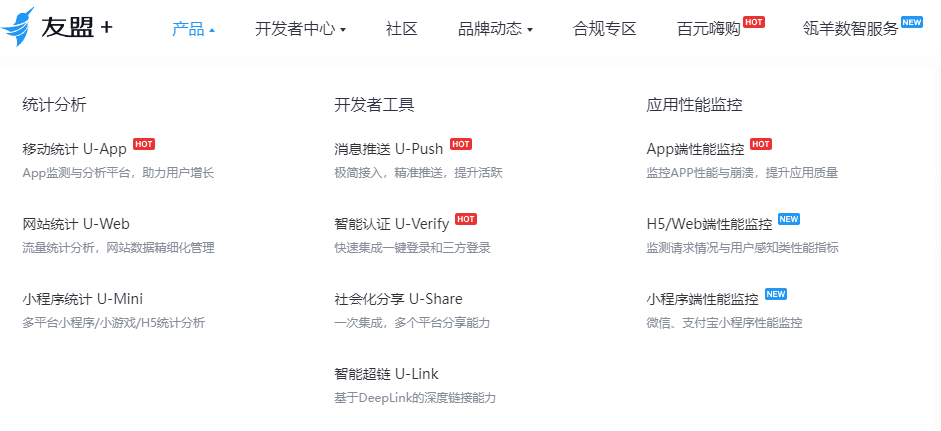 友盟+ 产品 开发者中心 社区 品牌动态 合规专区 百元嗨购 HOT 瓴羊数智服务 NEW
统计分析
移动统计 U-App HOT
App监测与分析平台，助力用户增长
网站统计 U-Web
流量统计分析，网站数据精细化管理
小程序统计 U-Mini
多平台小程序/小游戏/H5统计分析
开发者工具
消息推送 U-Push HOT
极简接入，精准推送，提升活跃
智能认证 U-Verify HOT
快速集成一键登录和三方登录
社会化分享 U-Share
一次集成，多个平台分享能力
智能超链 U-Link
基于DeepLink的深度链接能力
应用性能监控
App端性能监控 HOT
监控APP性能与崩溃，提升应用质量
H5/Web端性能监控 NEW
监测请求情况与用户感知类性能指标
小程序端性能监控 NEW
微信、支付宝小程序性能监控